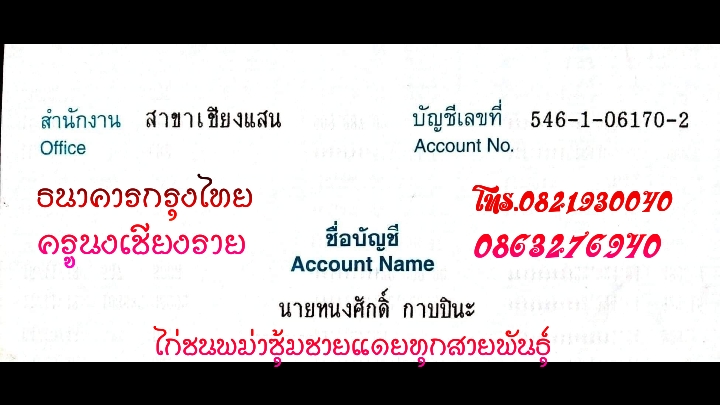 สำนักงาน สาขาเชียงแสน
Office
บัญชีเลขที่ 546-1-06170-2
Account No.
ธนาคารกรุงไทย
โทร.0821930040
ครูนงเชียงราย
0863276940
ชื่อบัญชี
Account Name
นายทนงศักดิ์ กาบปินะ
ไก่ชนพม่าซุ้มชายแดยทุกสายพันธุ์